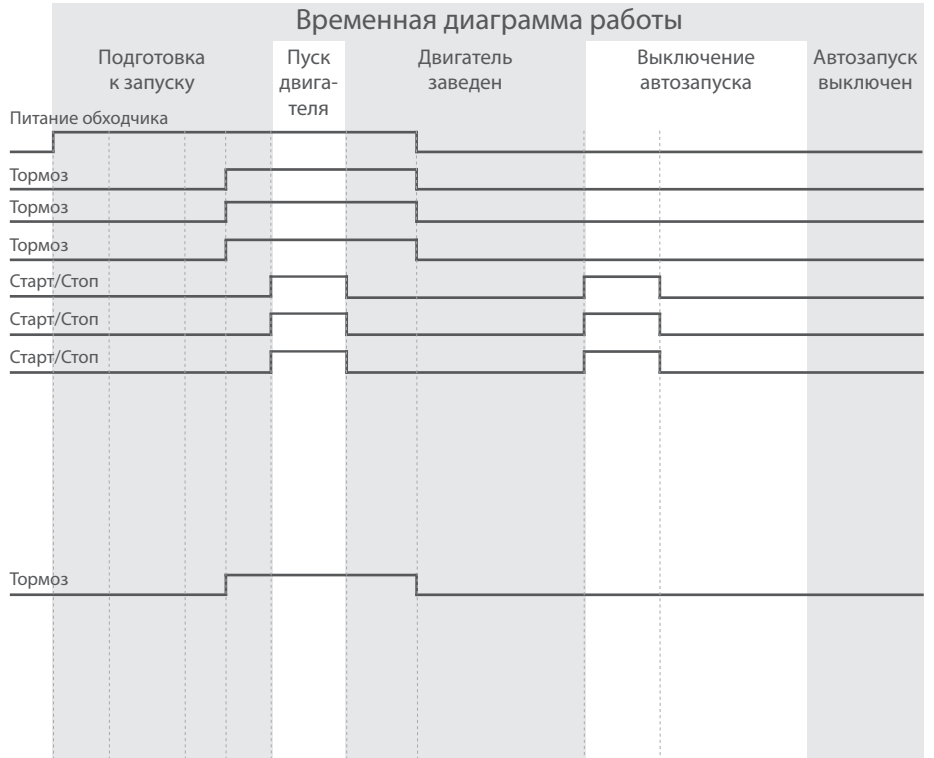 Временная диаграмма работы
Подготовка
к запуску
Пуск
двига-
теля
Двигатель
заведен
Выключение
автозапуска
Автозапуск
выключен
Питание обходчика
Тормоз
Тормоз
Тормоз
Старт/Стоп
Старт/Стоп
Старт/Стоп
Тормоз